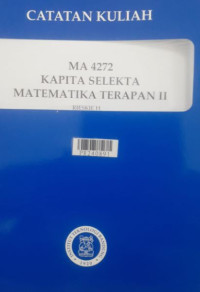 CATATAN KULIAH
MA 4272
KAPITA SELEKTA
MATEMATIKA TERAPAN II